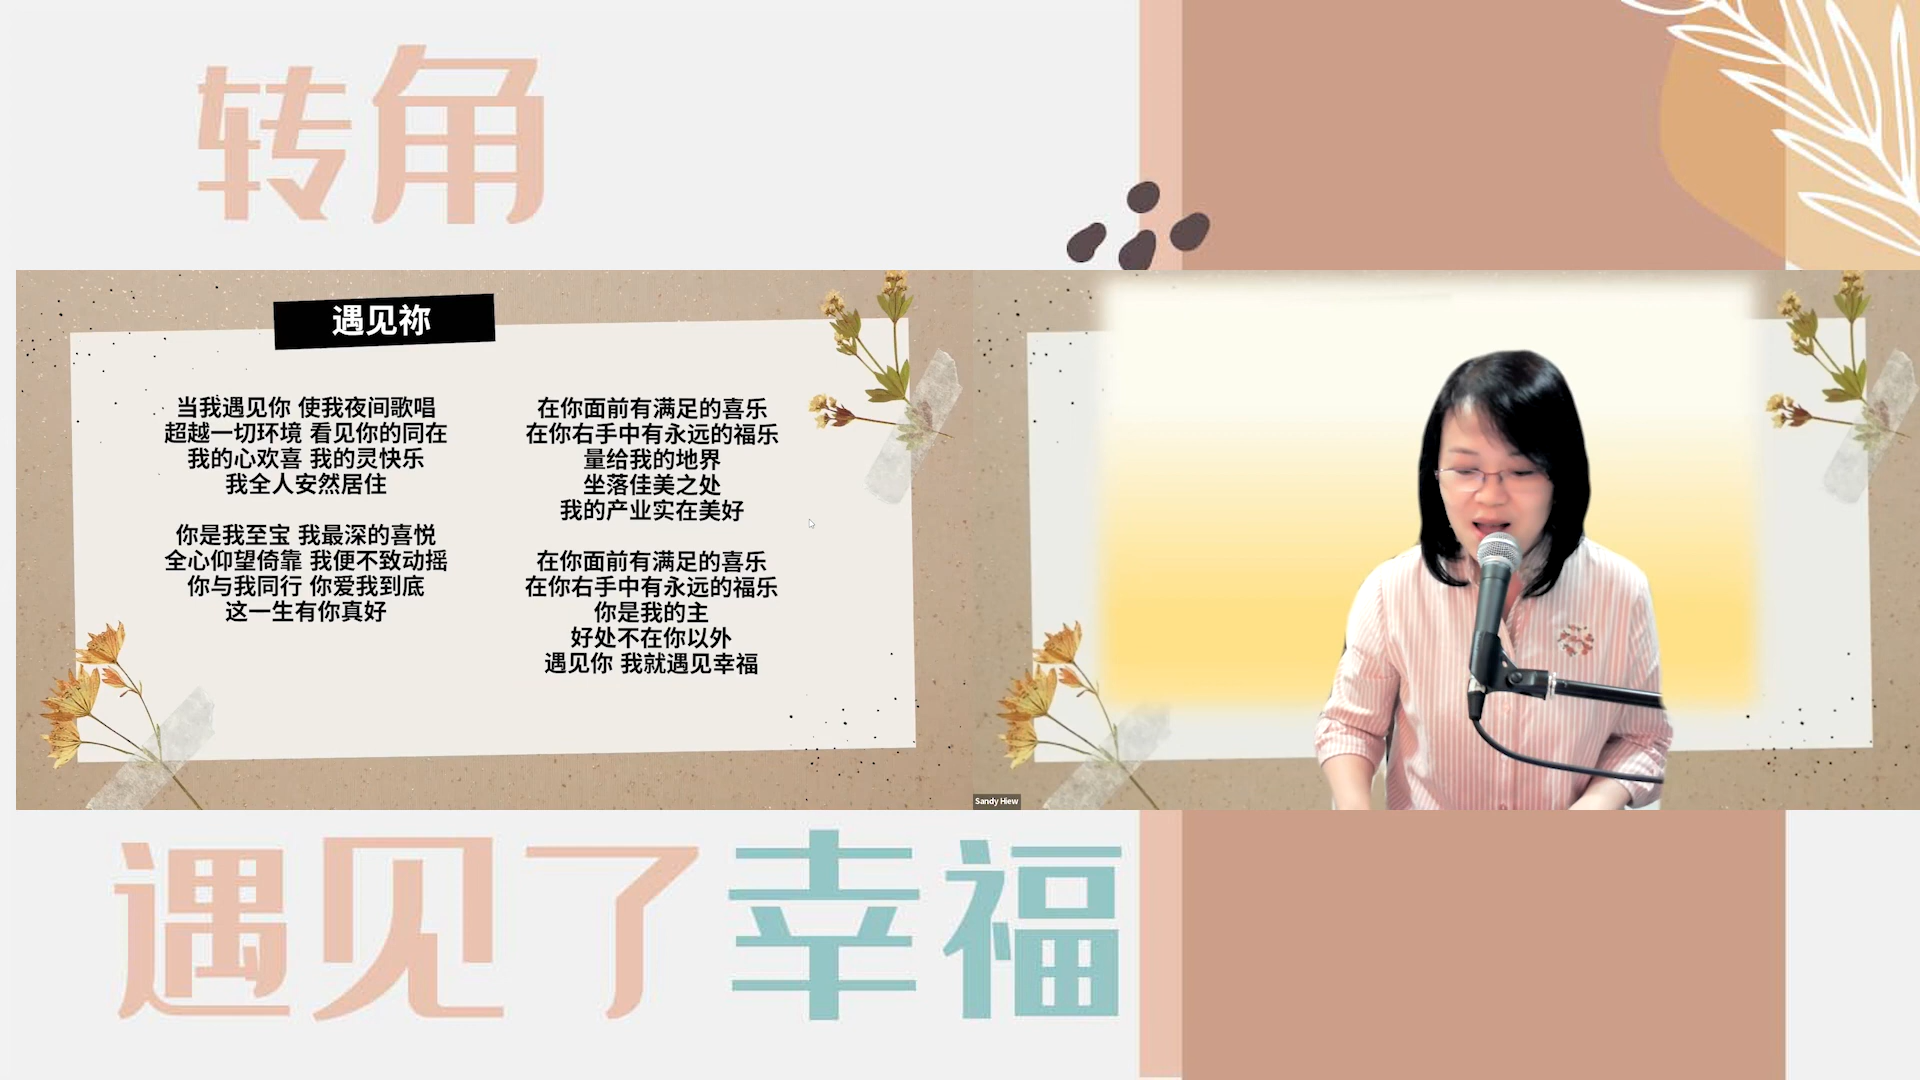 转角
遇见祢
当我遇见你 使我夜间歌唱
超越一切环境 看见你的同在
我的心欢喜 我的灵快乐
我全人安然居住
你是我至宝 我最深的喜悦
全心仰望倚靠 我便不致动摇
你与我同行 你爱我到底
这一生有你真好
在你面前有满足的喜乐
在你右手中有永远的福乐
量给我的地界
坐落佳美之处
我的产业实在美好
在你面前有满足的喜乐
在你右手中有永远的福乐
你是我的主
好处不在你以外
遇见你 我就遇见幸福
Sandy Hiew
遇见了幸福